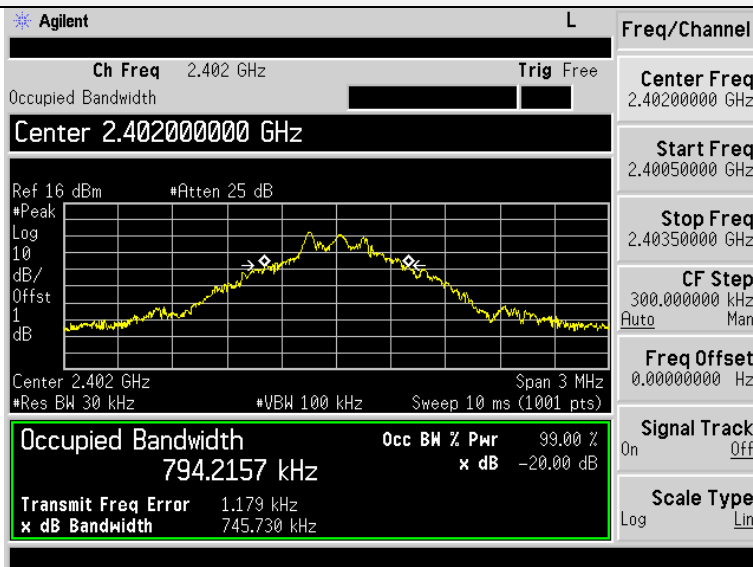 Agilent
L
Ch Freq 2.402 GHz
Trig Free
Occupied Bandwidth
Center 2.402000000 GHz
Ref 16 dBm #Atten 25 dB
#Peak
Log
10
dB/
Offst
1
dB
Center 2.402 GHz
Span 3 MHz
#Res BW 30 kHz #VBW 100 kHz Sweep 10 ms (1001 pts)
Occupied Bandwidth
794.2157 kHz
Occ BW % Pwr 99.00 %
x dB -20.00 dB
Transmit Freq Error 1.179 kHz
x dB Bandwidth 745.730 kHz
Freq/Channel
Center Freq
2.40200000 GHz
Start Freq
2.40050000 GHz
Stop Freq
2.40350000 GHz
CF Step
300.000000 kHz
Auto Man
Freq Offset
0.00000000 Hz
Signal Track
On Off
Scale Type
Log Lin